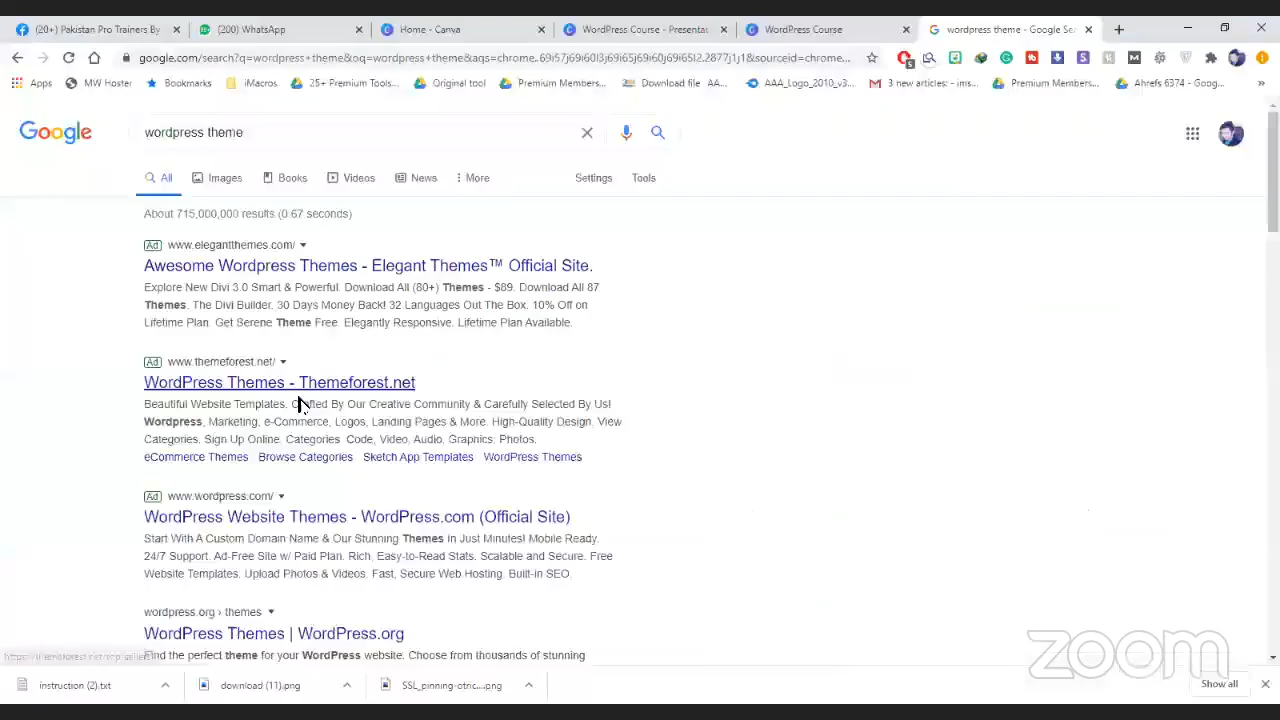 (20+) Pakistan Pro Trainers By
(200) WhatsApp
Home - Canva
WordPress Course - Presentat
WordPress Course
wordpress theme - Google Se
Apps
MW Hoster
Bookmarks
iMacros
25+ Premium Tools...
Original tool
Premium Members...
Download file AA...
AAA_Logo_2010_v3...
3 new articles: - ims...
Premium Members...
Ahrefs 6374 - Goog...
Google
wordpress theme
All
Images
Books
Videos
News
More
Settings
Tools
About 715,000,000 results (0.67 seconds)
Ad www.elegantthemes.com/
Awesome Wordpress Themes - Elegant Themes™ Official Site.
Explore New Divi 3.0 Smart & Powerful. Download All (80+) Themes - $89. Download All 87
Themes. The Divi Builder. 30 Days Money Back! 32 Languages Out The Box. 10% Off on
Lifetime Plan. Get Serene Theme Free. Elegantly Responsive. Lifetime Plan Available.
Ad www.themeforest.net/
WordPress Themes - Themeforest.net
Beautiful Website Templates. Crafted By Our Creative Community & Carefully Selected By Us!
Wordpress, Marketing, e-Commerce, Logos, Landing Pages & More. High-Quality Design. View
Categories. Sign Up Online. Categories: Code, Video, Audio, Graphics, Photos.
eCommerce Themes Browse Categories Sketch App Templates WordPress Themes
Ad www.wordpress.com/
WordPress Website Themes - WordPress.com (Official Site)
Start With A Custom Domain Name & Our Stunning Themes in Just Minutes! Mobile Ready.
24/7 Support. Ad-Free Site w/ Paid Plan. Rich, Easy-to-Read Stats. Scalable and Secure. Free
Website Templates. Upload Photos & Videos. Fast, Secure Web Hosting. Built-in SEO.
wordpress.org › themes
WordPress Themes | WordPress.org
Find the perfect theme for your WordPress website. Choose from thousands of stunning
instruction (2).txt
download (11).png
SSL_pinning-otric....png
Show all
zoom